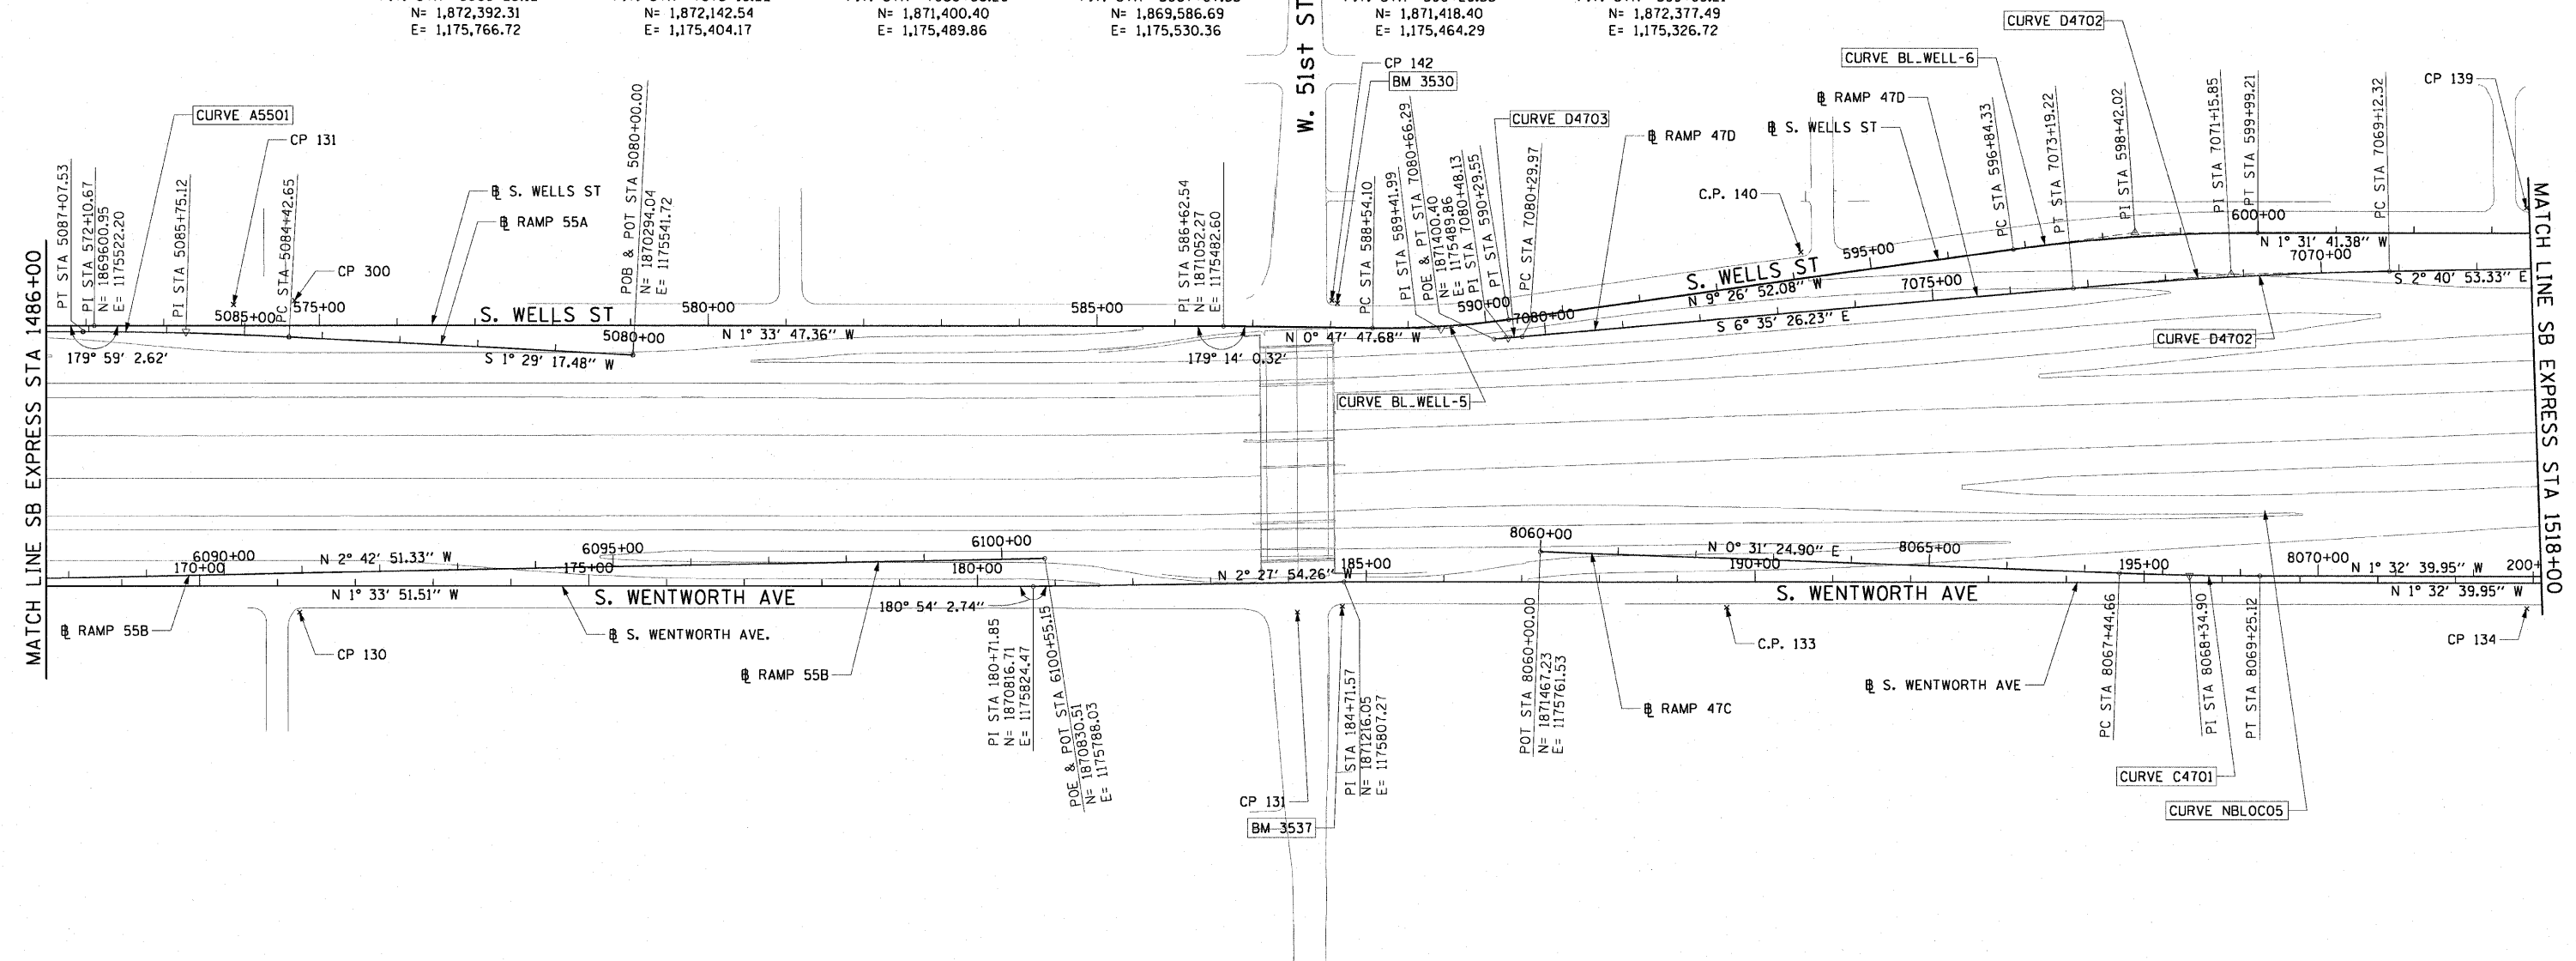 N= 1,872,392.31
E= 1,175,766.72
N= 1,872,142.54
E= 1,175,404.17
N= 1,871,400.40
E= 1,175,489.86
N= 1,869,586.69
E= 1,175,530.36
N= 1,871,418.40
E= 1,175,464.29
N= 1,872,377.49
E= 1,175,326.72
W. 51st ST
MATCH LINE SB EXPRESS STA 1486+00
MATCH LINE SB EXPRESS STA 1518+00
PT STA 5087+07.53
PI STA 572+10.67
N= 1869600.95
E= 1175522.20
CURVE A5501
CP 131
PI STA 5085+75.12
PC STA 5084+42.65
CP 300
S. WELLS ST
RAMP 55A
POB & POT STA 5080+00.00
N= 1870294.04
E= 1175541.72
5085+00
575+00
S. WELLS ST
5080+00
580+00
585+00
179° 59' 2.62'
S 1° 29' 17.48" W
N 1° 33' 47.36" W
PI STA 586+62.54
N= 1871052.27
E= 1175482.60
179° 14' 0.32'
N 0° 47' 47.68" W
CP 142
BM 3530
PC STA 588+54.10
PI STA 589+41.99
POE & PT STA 7080+66.29
N= 1871400.40
E= 1175489.86
PI STA 7080+48.13
PT STA 590+29.55
PC STA 7080+29.97
CURVE D4703
RAMP 47D
590+00
7080+00
CURVE BL_WELL-5
S. WELLS ST
N 9° 26' 52.08" W
S 6° 35' 26.23" E
C.P. 140
595+00
7075+00
RAMP 47D
S. WELLS ST
CURVE BL_WELL-6
CURVE D4702
PC STA 596+84.33
PT STA 7073+19.22
PI STA 598+42.02
PI STA 7071+15.85
PT STA 599+99.21
PC STA 7069+12.32
CP 139
600+00
N 1° 31' 41.38" W
7070+00
S 2° 40' 53.33" E
CURVE D4702
6090+00
170+00
N 2° 42' 51.33" W
6095+00
175+00
6100+00
180+00
N 2° 27' 54.26" W
185+00
8060+00
N 0° 31' 24.90" E
190+00
8065+00
195+00
8070+00
N 1° 32' 39.95" W
200+
N 1° 33' 51.51" W
S. WENTWORTH AVE
180° 54' 2.74"
S. WENTWORTH AVE
N 1° 32' 39.95" W
RAMP 55B
CP 130
S. WENTWORTH AVE.
RAMP 55B
PI STA 180+71.85
N= 1870816.71
E= 1175824.47
POE & POT STA 6100+55.15
N= 1870830.51
E= 1175788.03
CP 131
BM 3537
PI STA 184+71.57
N= 1871216.05
E= 1175807.27
POT STA 8060+00.00
N= 1871467.23
E= 1175761.53
RAMP 47C
C.P. 133
S. WENTWORTH AVE
PC STA 8067+44.66
PI STA 8068+34.90
PT STA 8069+25.12
CP 134
CURVE C4701
CURVE NBLOC05